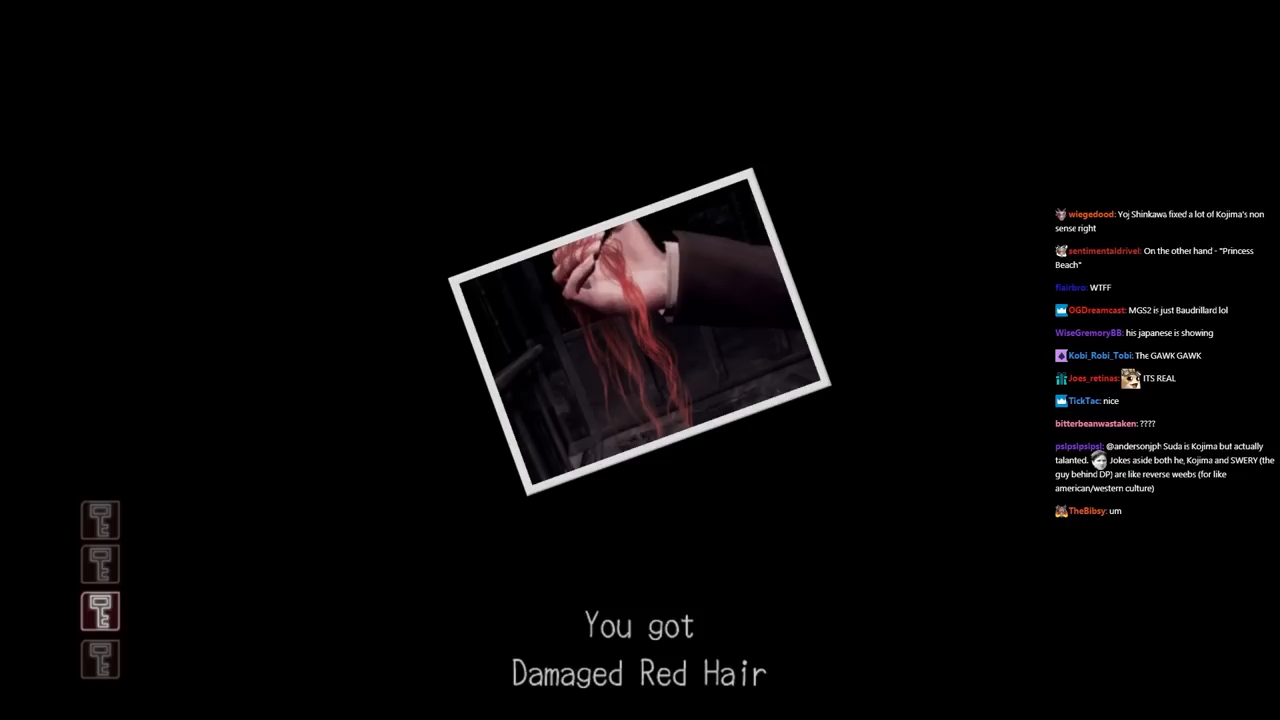 wiegedood: Yoj Shinkawa fixed a lot of Kojima's non
sense right
sentimentaldrivel: On the other hand - "Princess
Beach"
flairbro: WTFF
OGDreamcast: MGS2 is just Baudrillard lol
WiseGremoryBB: his japanese is showing
Kobi_Robi_Tobi: The GAWK GAWK
Joes_retinas: ITS REAL
TickTac: nice
bitterbeanwastaken: ????
pslpslpslpsl: @andersonjph Suda is Kojima but actually
talanted. Jokes aside both he, Kojima and SWERY (the
guy behind DP) are like reverse weebs (for like
american/western culture)
TheBibsy: um
You got
Damaged Red Hair